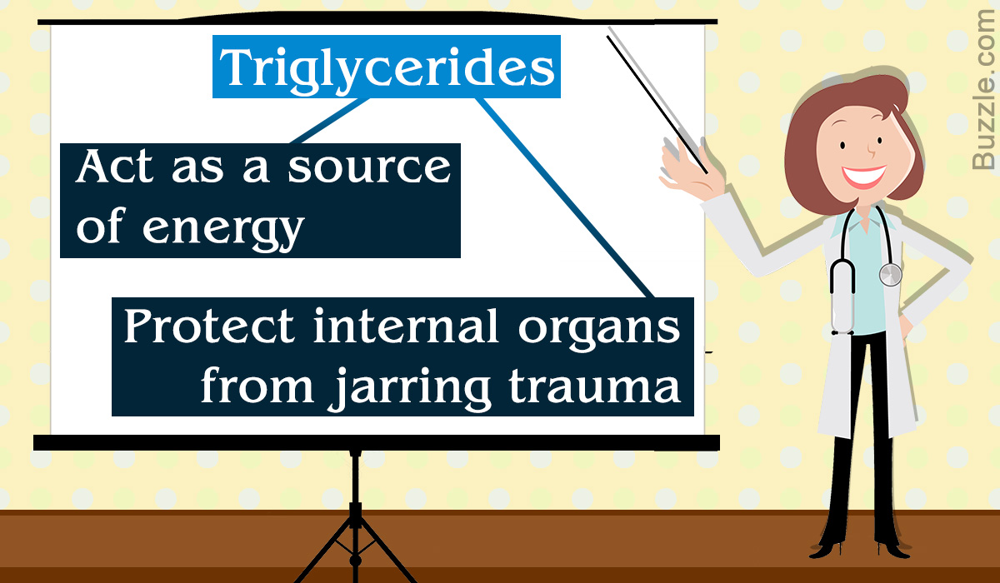 Triglycerides
Act as a source
of energy
Protect internal organs
from jarring trauma
Buzzle.com